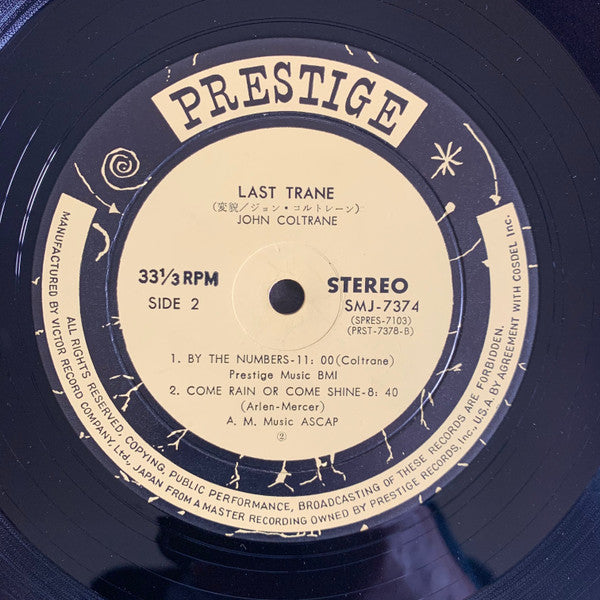 PRESTIGE
LAST TRANE
(変貌/ジョン・コルトレーン)
JOHN COLTRANE
33⅓ RPM
SIDE 2
STEREO
SMJ-7374
(SPRES-7103)
(PRST-7378-B)
1. BY THE NUMBERS-11: 00 (Coltrane)
Prestige Music BMI
2. COME RAIN OR COME SHINE-8: 40
(Arlen-Mercer)
A. M. Music ASCAP
②
ALL RIGHTS RESERVED, COPYING, PUBLIC PERFORMANCE, BROADCASTING OF THESE RECORDS ARE FORBIDDEN.
MANUFACTURED BY VICTOR RECORD COMPANY, Ltd., JAPAN FROM A MASTER RECORDING OWNED BY PRESTIGE RECORDS, Inc., U.S.A. BY AGREEMENT WITH COSDEL Inc.